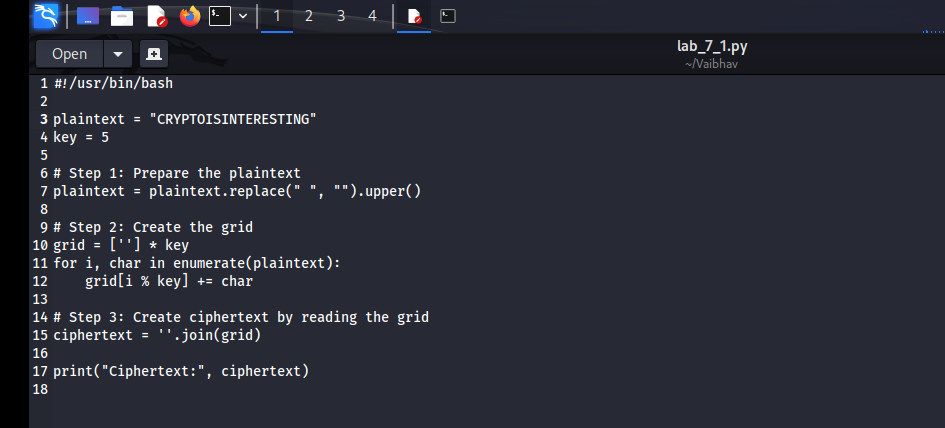 1 2 3 4
Open
lab_7_1.py
~/Vaibhav
1 #!/usr/bin/bash
2
3 plaintext = "CRYPTOISINTERESTING"
4 key = 5
5
6 # Step 1: Prepare the plaintext
7 plaintext = plaintext.replace(" ", "").upper()
8
9 # Step 2: Create the grid
10 grid = [''] * key
11 for i, char in enumerate(plaintext):
12     grid[i % key] += char
13
14 # Step 3: Create ciphertext by reading the grid
15 ciphertext = ''.join(grid)
16
17 print("Ciphertext:", ciphertext)
18